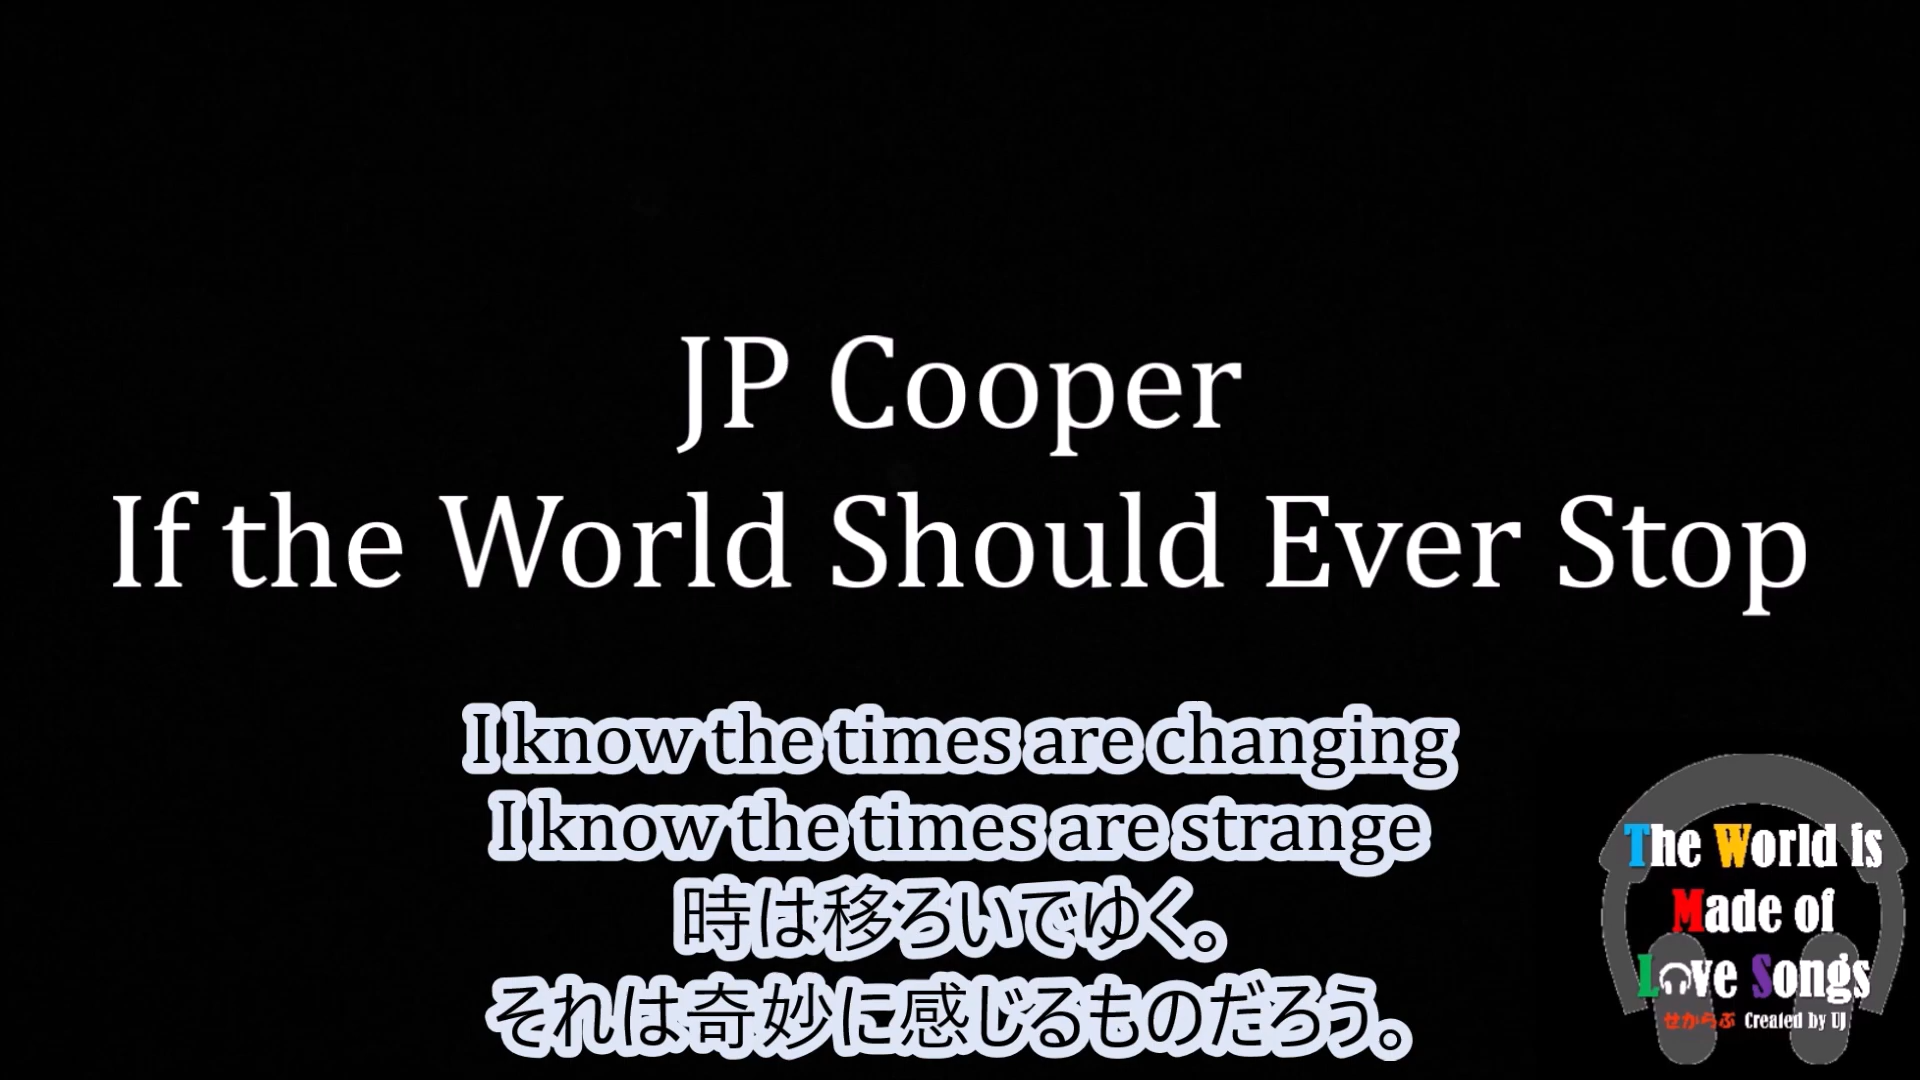 JP Cooper
If the World Should Ever Stop
I know the times are changing
I know the times are strange
時は移ろいでゆく。
それは奇妙に感じるものだろう。
The World is
Made of
Love Songs
せからぶ Created by UJ